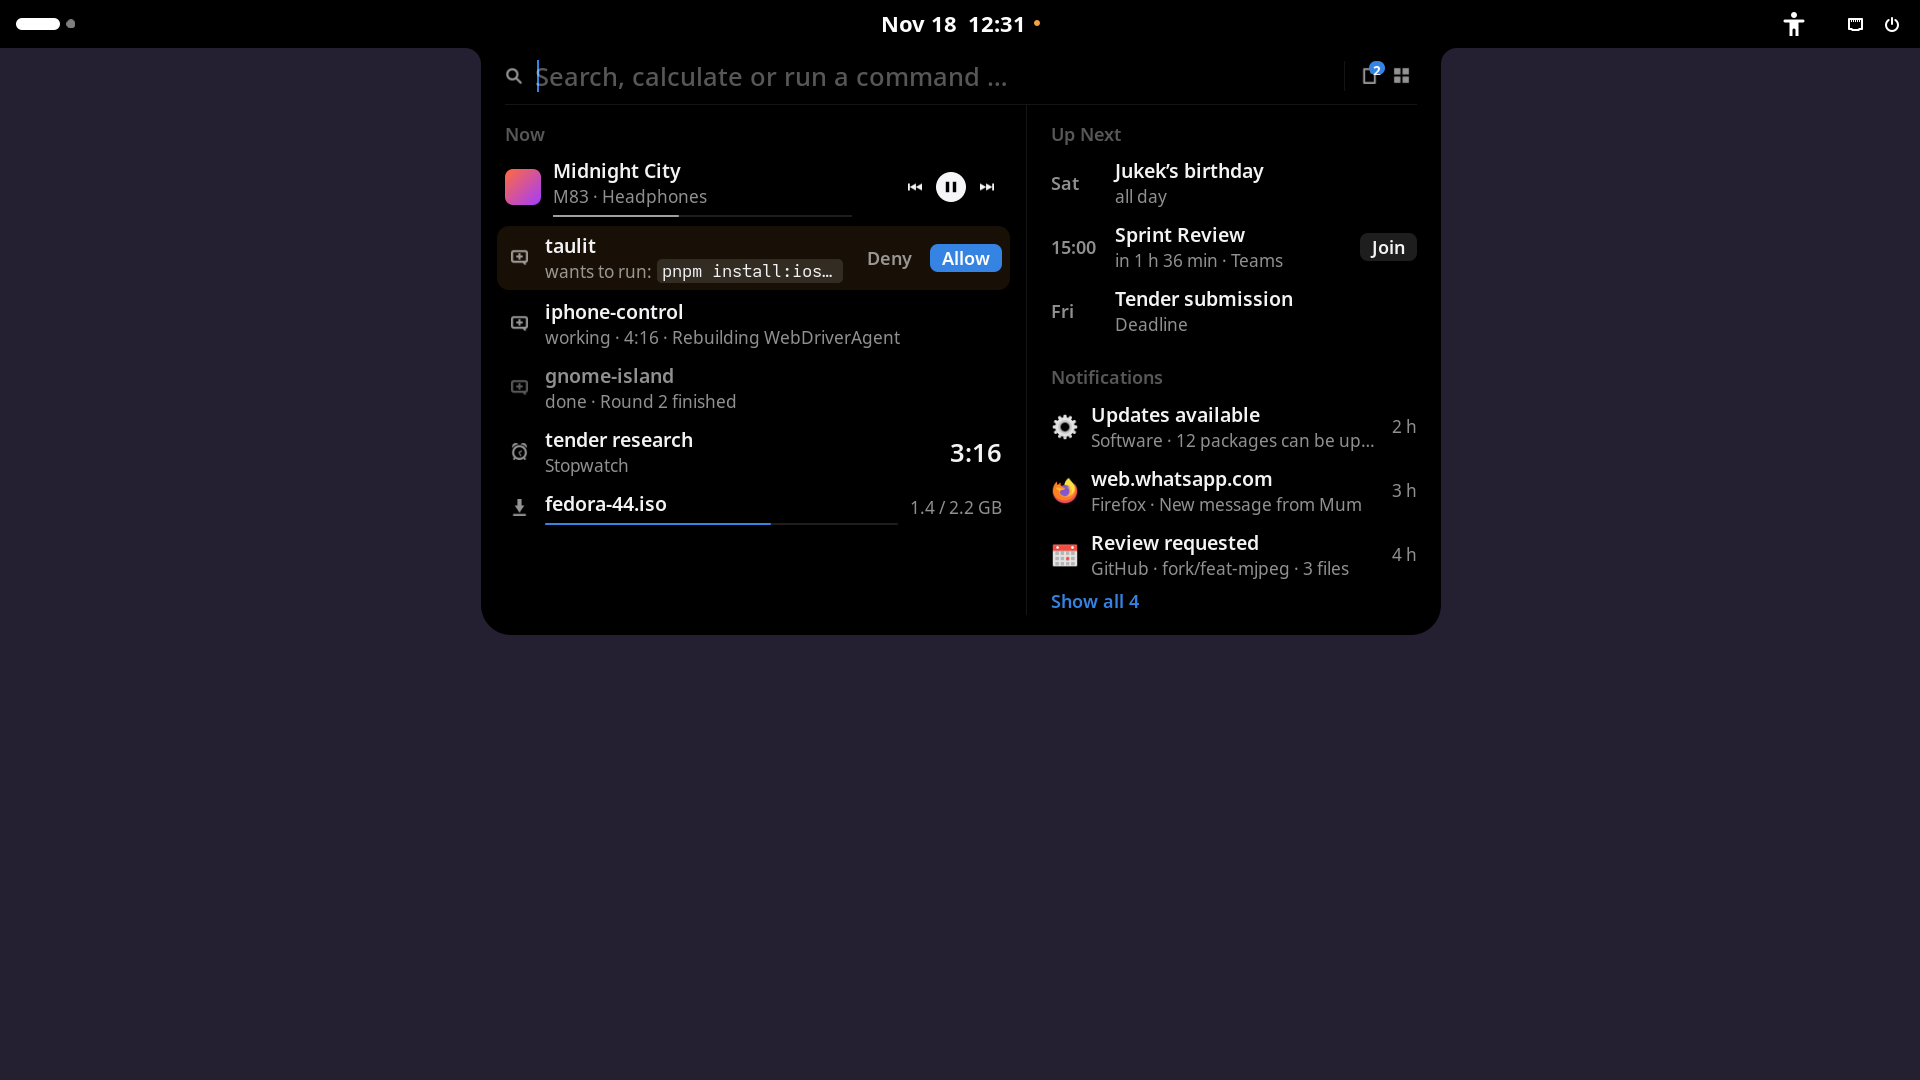 Nov 18 12:31
Search, calculate or run a command ...
2
Now
Midnight City
M83 · Headphones
taulit
wants to run: pnpm install:ios…
Deny
Allow
iphone-control
working · 4:16 · Rebuilding WebDriverAgent
gnome-island
done · Round 2 finished
tender research
Stopwatch
3:16
fedora-44.iso
1.4 / 2.2 GB
Up Next
Sat
Jukek’s birthday
all day
15:00
Sprint Review
in 1 h 36 min · Teams
Join
Fri
Tender submission
Deadline
Notifications
Updates available
Software · 12 packages can be up…
2 h
web.whatsapp.com
Firefox · New message from Mum
3 h
Review requested
GitHub · fork/feat-mjpeg · 3 files
4 h
Show all 4